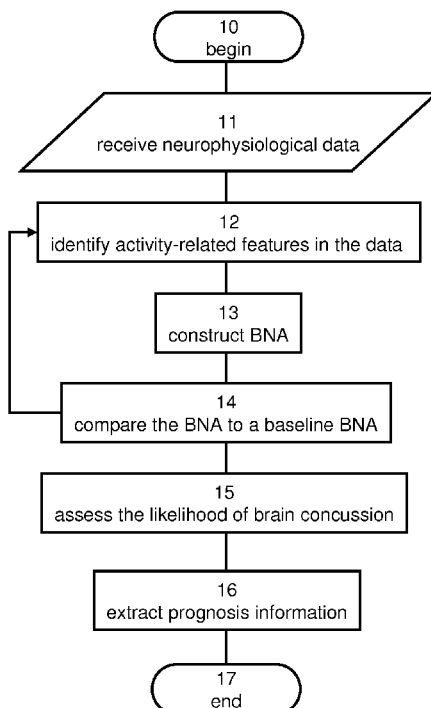 10
begin
11
receive neurophysiological data
12
identify activity-related features in the data
13
construct BNA
14
compare the BNA to a baseline BNA
15
assess the likelihood of brain concussion
16
extract prognosis information
17
end